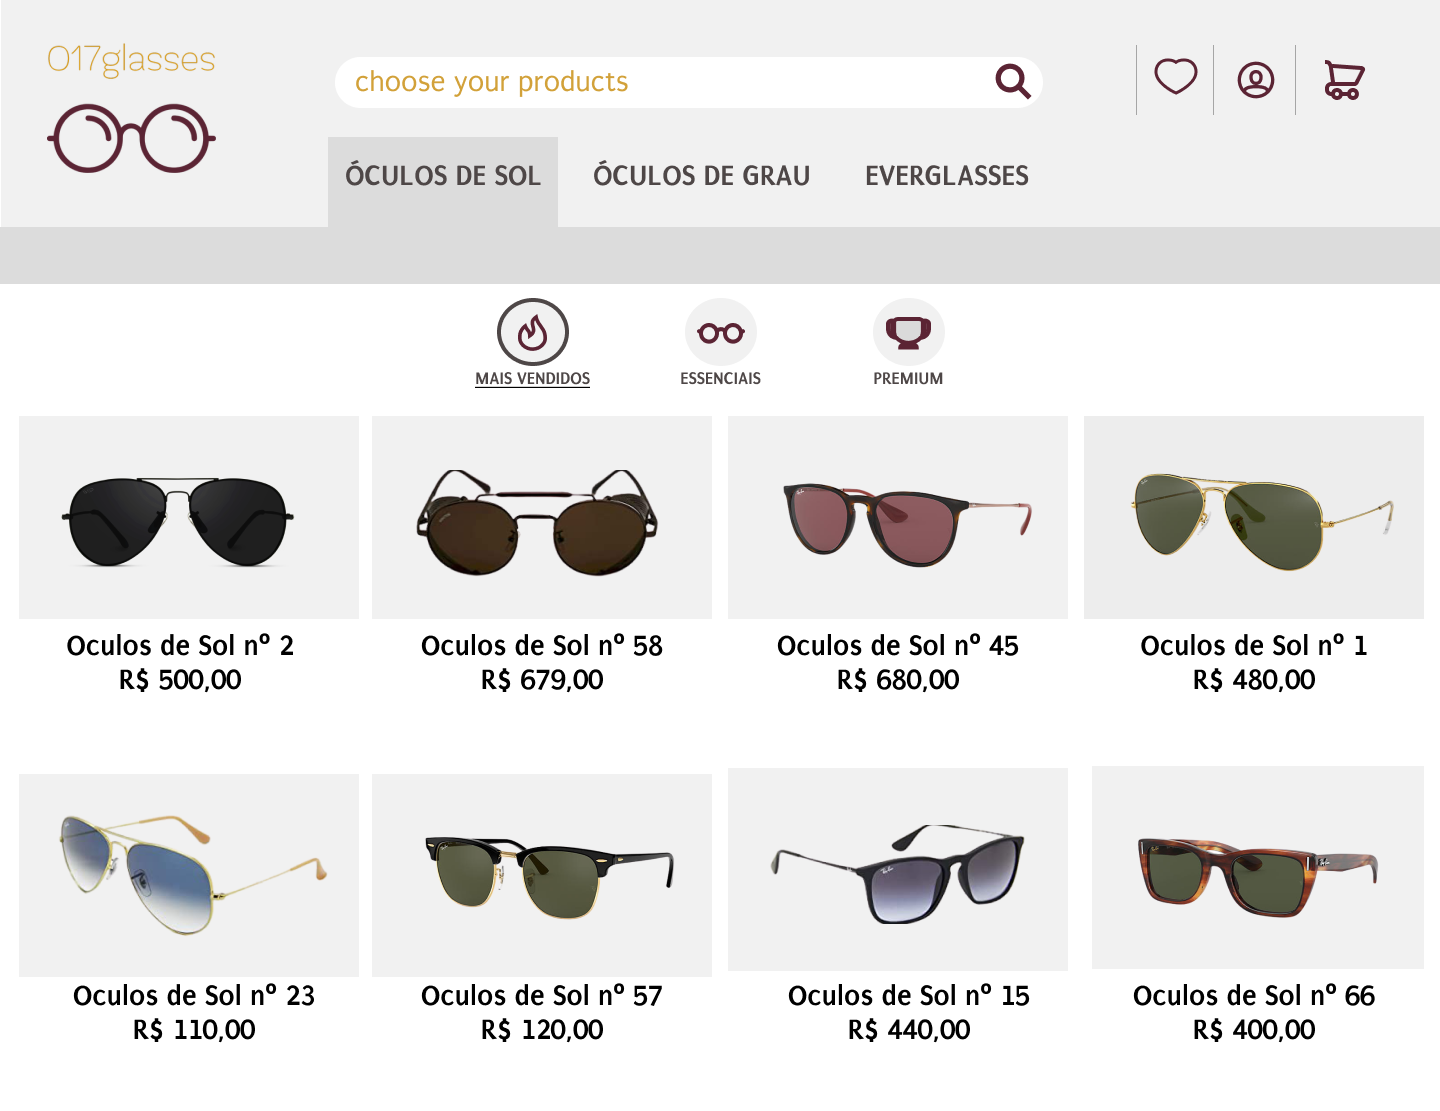 017glasses
choose your products
ÓCULOS DE SOL
ÓCULOS DE GRAU
EVERGLASSES
MAIS VENDIDOS
ESSENCIAIS
PREMIUM
Oculos de Sol nº 2
R$ 500,00
Oculos de Sol nº 58
R$ 679,00
Oculos de Sol nº 45
R$ 680,00
Oculos de Sol nº 1
R$ 480,00
Oculos de Sol nº 23
R$ 110,00
Oculos de Sol nº 57
R$ 120,00
Oculos de Sol nº 15
R$ 440,00
Oculos de Sol nº 66
R$ 400,00